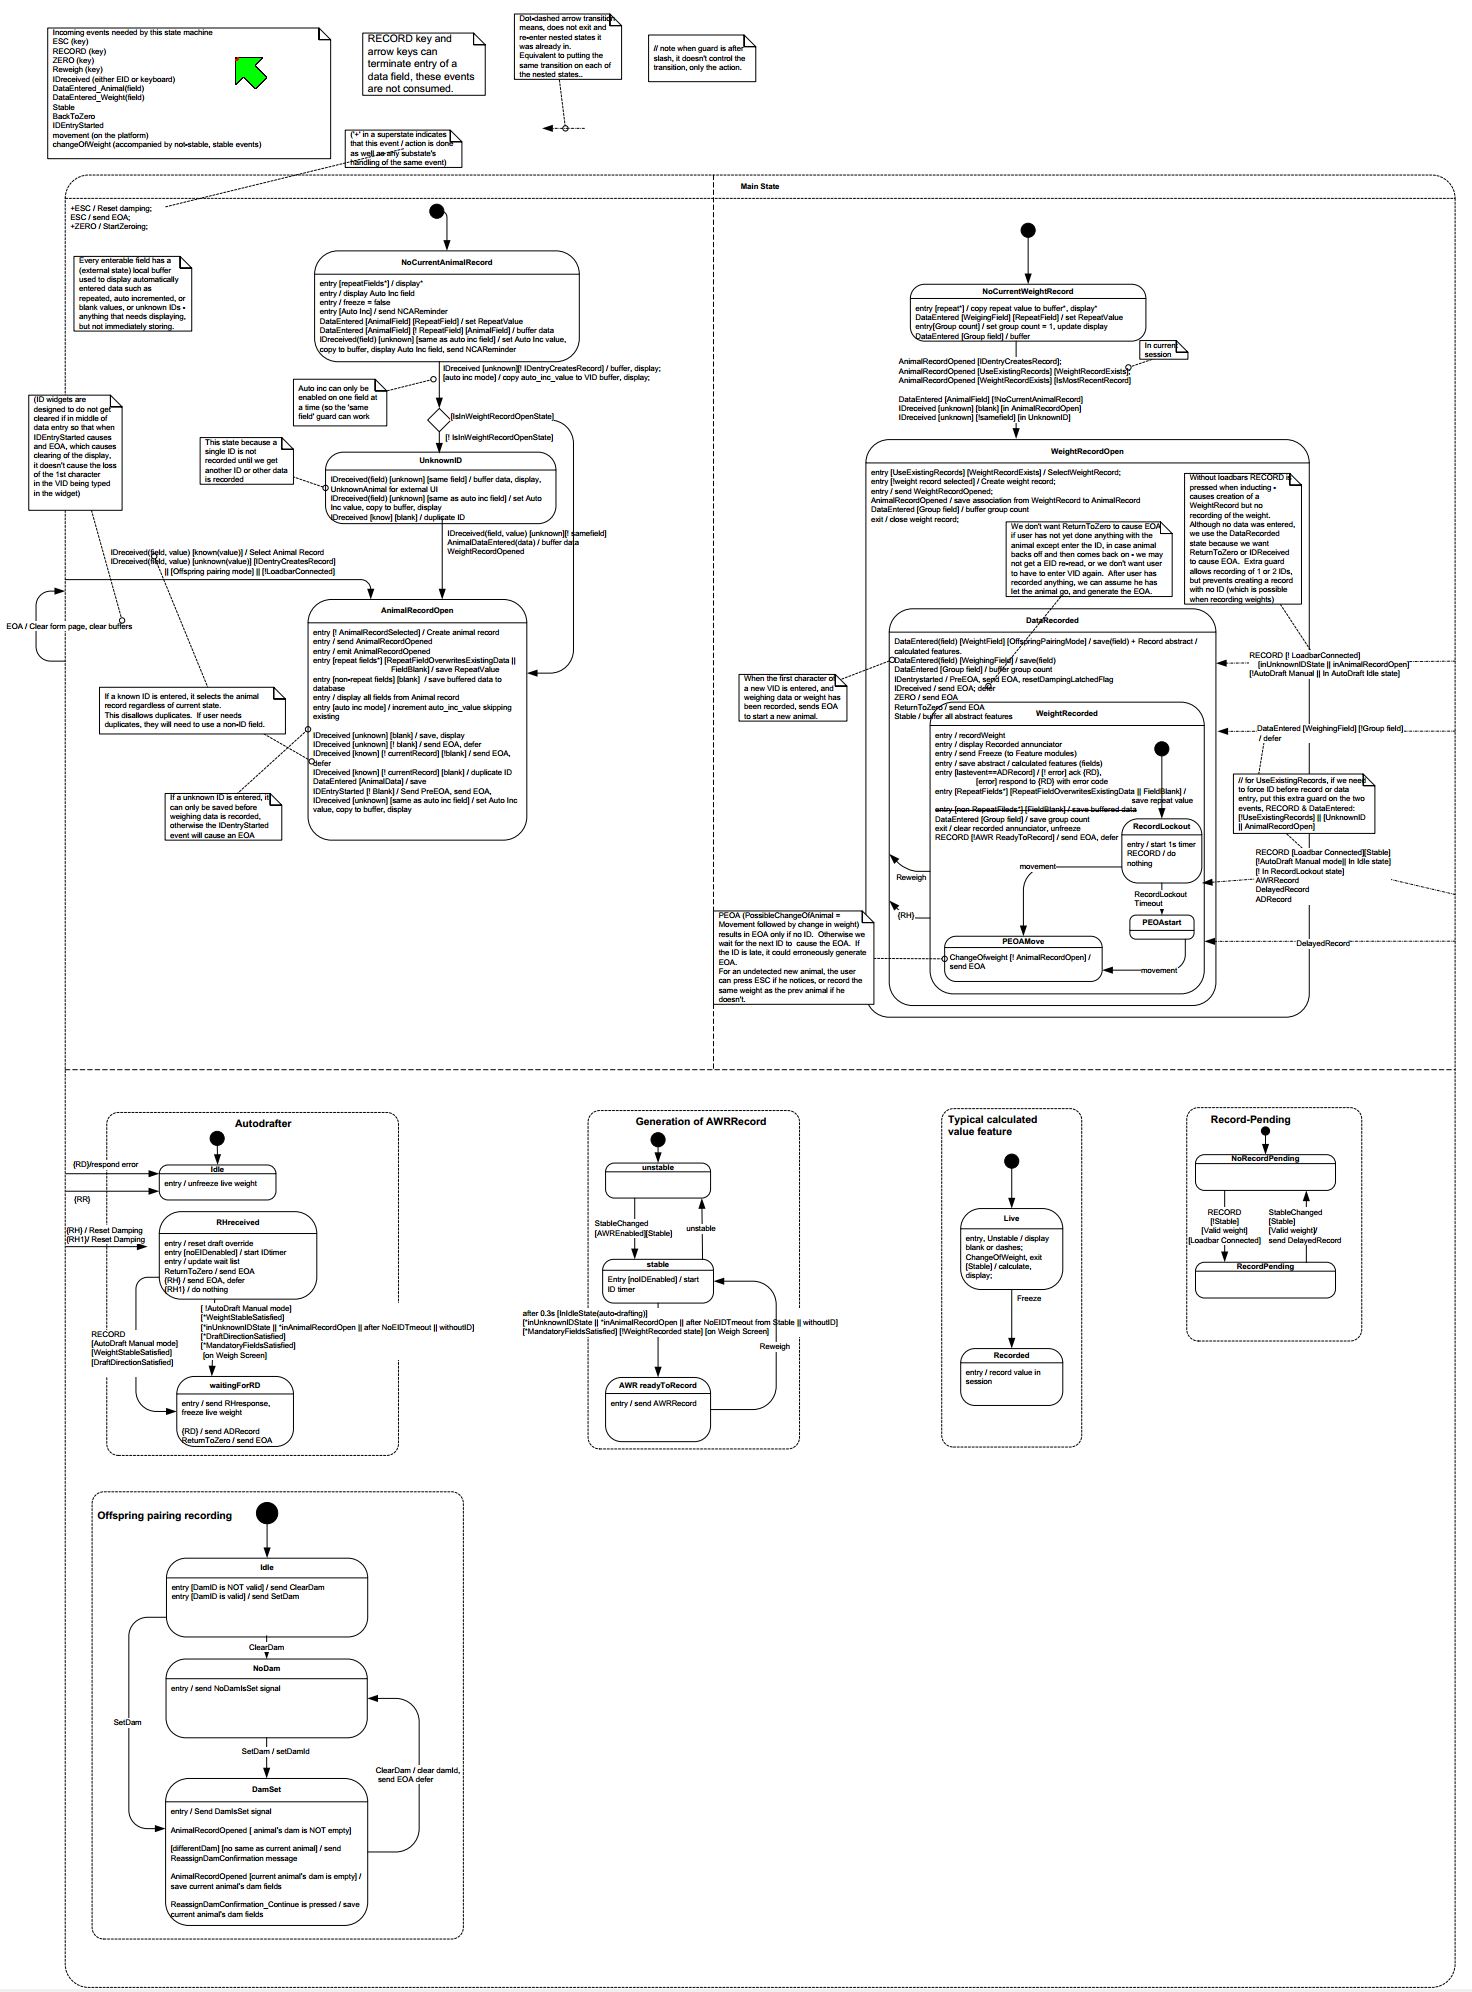 Incoming events needed by this state machine
ESC (key)
RECORD (key)
ZERO (key)
Reweigh (key)
IDreceived (either EID or keyboard)
DataEntered_Animal(field)
DataEntered_Weight(field)
Stable
BackToZero
IDEntryStarted
movement (on the platform)
changeOfWeight (accompanied by not-stable, stable events)
RECORD key and
arrow keys can
terminate entry of a
data field, these events
are not consumed.
Dot-dashed arrow transition
means, does not exit and
re-enter nested states it
was already in.
Equivalent to putting the
same transition on each of
the nested states..
// note when guard is after
slash, it doesn't control the
transition, only the action.
('+' in a superstate indicates
that this event / action is done
as well as any substate's
handling of the same event)
Main State
+ESC / Reset damping;
ESC / send EOA;
+ZERO / StartZeroing;
Every enterable field has a
(external state) local buffer
used to display automatically
entered data such as
repeated, auto incremented, or
blank values, or unknown IDs -
anything that needs displaying,
but not immediately storing.
NoCurrentAnimalRecord
entry [repeatFields*] / display*
entry / display Auto Inc field
entry / freeze = false
entry [Auto Inc] / send NCAReminder
DataEntered [AnimalField] [RepeatField] / set RepeatValue
DataEntered [AnimalField] [! RepeatField] [AnimalField] / buffer data
IDreceived(field) [unknown] [same as auto inc field] / set Auto Inc value,
copy to buffer, display Auto Inc field, send NCAReminder
IDreceived [unknown][! IDentryCreatesRecord] / buffer, display;
[auto inc mode] / copy auto_inc_value to VID buffer, display;
Auto inc can only be
enabled on one field at
a time (so the 'same
field' guard can work
[IsInWeightRecordOpenState]
[! IsInWeightRecordOpenState]
(ID widgets are
designed to do not get
cleared if in middle of
data entry so that when
IDEntryStarted causes
and EOA, which causes
clearing of the display,
it doesn't cause the loss
of the 1st character
in the VID being typed
in the widget)
This state because a
single ID is not
recorded until we get
another ID or other data
is recorded
UnknownID
IDreceived(field) [unknown] [same field] / buffer data, display,
UnknownAnimal for external UI
IDreceived(field) [unknown] [same as auto inc field] / set Auto
Inc value, copy to buffer, display
IDreceived [know] [blank] / duplicate ID
IDreceived(field, value) [unknown][! samefield]
AnimalDataEntered(data) / buffer data
WeightRecordOpened
IDreceived(field, value) [known(value)] / Select Animal Record
IDreceived(field, value) [unknown(value)] [IDentryCreatesRecord]
|| [Offspring pairing mode] || [!LoadbarConnected]
EOA / Clear form page, clear buffers
AnimalRecordOpen
entry [! AnimalRecordSelected] / Create animal record
entry / send AnimalRecordOpened
entry / emit AnimalRecordOpened
entry [repeat fields*] [RepeatFieldOverwritesExistingData ||
FieldBlank] / save RepeatValue
entry [non-repeat fields] [blank] / save buffered data to
database
entry / display all fields from Animal record
entry [auto inc mode] / increment auto_inc_value skipping
existing
IDreceived [unknown] [blank] / save, display
IDreceived [unknown] [! blank] / send EOA, defer
IDreceived [known] [! currentRecord] [!blank] / send EOA,
defer
IDreceived [known] [! currentRecord] [blank] / duplicate ID
DataEntered [AnimalData] / save
IDEntryStarted [! Blank] / Send PreEOA, send EOA,
IDreceived [unknown] [same as auto inc field] / set Auto Inc
value, copy to buffer, display
If a known ID is entered, it selects the animal
record regardless of current state.
This disallows duplicates. If user needs
duplicates, they will need to use a non-ID field.
If a unknown ID is entered, it
can only be saved before
weighing data is recorded,
otherwise the IDentryStarted
event will cause an EOA
NoCurrentWeightRecord
entry [repeat*] / copy repeat value to buffer*, display*
DataEntered [WeigingField] [RepeatField] / set RepeatValue
entry[Group count] / set group count = 1, update display
DataEntered [Group field] / buffer
In current
session
AnimalRecordOpened [IDentryCreatesRecord];
AnimalRecordOpened [UseExistingRecords] [WeightRecordExists];
AnimalRecordOpened [WeightRecordExists] [IsMostRecentRecord]
DataEntered [AnimalField] [!NoCurrentAnimalRecord]
IDreceived [unknown] [blank] [in AnimalRecordOpen]
IDreceived [unknown] [!samefield] [in UnknownID]
WeightRecordOpen
entry [UseExistingRecords] [WeightRecordExists] / SelectWeightRecord;
entry [!weight record selected] / Create weight record;
entry / send WeightRecordOpened;
AnimalRecordOpened / save association from WeightRecord to AnimalRecord
DataEntered [Group field] / buffer group count
exit / close weight record;
Without loadbars RECORD is
pressed when inducting -
causes creation of a
WeightRecord but no
recording of the weight.
Although no data was entered,
we use the DataRecorded
state because we want
ReturnToZero or IDReceived
to cause EOA. Extra guard
allows recording of 1 or 2 IDs,
but prevents creating a record
with no ID (which is possible
when recording weights)
We don't want ReturnToZero to cause EOA
if user has not yet done anything with the
animal except enter the ID, in case animal
backs off and then comes back on - we may
not get a EID re-read, or we don't want user
to have to enter VID again. After user has
recorded anything, we can assume he has
let the animal go, and generate the EOA.
DataRecorded
DataEntered(field) [WeightField] [OffspringPairingMode] / save(field) + Record abstract /
calculated features.
DataEntered(field) [WeighingField] / save(field)
DataEntered [Group field] / buffer group count
IDentrystarted / PreEOA, send EOA, resetDampingLatchedFlag
IDreceived / send EOA; defer
ZERO / send EOA
ReturnToZero / send EOA
Stable / buffer all abstract features
When the first character of
a new VID is entered, and
weighing data or weight has
been recorded, sends EOA
to start a new animal.
RECORD [! LoadbarConnected]
[inUnknownIDState || inAnimalRecordOpen]
[!AutoDraft Manual || In AutoDraft Idle state]
DataEntered [WeighingField] [!Group field]
/ defer
WeightRecorded
entry / recordWeight
entry / display Recorded annunciator
entry / send Freeze (to Feature modules)
entry / save abstract / calculated features (fields)
entry [lastevent==ADRecord] / [! error] ack {RD},
[error] respond to {RD} with error code
entry [RepeatFields*] [RepeatFieldOverwritesExistingData || FieldBlank] /
save repeat value
entry [non RepeatFileds*] [FieldBlank] / save buffered data
DataEntered [Group field] / save group count
exit / clear recorded annunciator, unfreeze
RECORD [!AWR ReadyToRecord] / send EOA, defer
RecordLockout
entry / start 1s timer
RECORD / do
nothing
// for UseExistingRecords, if we need
to force ID before record or data
entry, put this extra guard on the two
events, RECORD & DataEntered:
[!UseExistingRecords] || [UnknownID
|| AnimalRecordOpen]
RECORD [Loadbar Connected][Stable]
[!AutoDraft Manual mode|| In Idle state]
[! In RecordLockout state]
AWRRecord
DelayedRecord
ADRecord
movement
Reweigh
{RH}
RecordLockout
Timeout
PEOAstart
PEOAMove
ChangeOfweight [! AnimalRecordOpen] /
send EOA
movement
DelayedRecord
PEOA (PossibleChangeOfAnimal =
Movement followed by change in weight)
results in EOA only if no ID. Otherwise we
wait for the next ID to cause the EOA. If
the ID is late, it could erroneously generate
EOA.
For an undetected new animal, the user
can press ESC if he notices, or record the
same weight as the prev animal if he
doesn't.
Autodrafter
{RD}/respond error
{RR}
Idle
entry / unfreeze live weight
{RH} / Reset Damping
{RH1}/ Reset Damping
RHreceived
entry / reset draft override
entry [noEIDenabled] / start IDtimer
entry / update wait list
ReturnToZero / send EOA
{RH} / send EOA, defer
{RH1} / do nothing
[ !AutoDraft Manual mode]
[*WeightStableSatisfied]
[*inUnknownIDState || *inAnimalRecordOpen || after NoEIDTmeout || withoutID]
[*DraftDirectionSatisfied]
[*MandatoryFieldsSatisfied]
[on Weigh Screen]
RECORD
[AutoDraft Manual mode]
[WeightStableSatisfied]
[DraftDirectionSatisfied]
waitingForRD
entry / send RHresponse,
freeze live weight
{RD} / send ADRecord
ReturnToZero / send EOA
Generation of AWRRecord
unstable
StableChanged
[AWREnabled][Stable]
unstable
stable
Entry [noIDEnabled] / start
ID timer
after 0.3s [InIdleState(auto-drafting)]
[*inUnknownIDState || *inAnimalRecordOpen || after NoEIDTmeout from Stable || withoutID]
[*MandatoryFieldsSatisfied] [!WeightRecorded state] [on Weigh Screen]
Reweigh
AWR readyToRecord
entry / send AWRRecord
Typical calculated
value feature
Live
entry, Unstable / display
blank or dashes;
ChangeOfWeight, exit
[Stable] / calculate,
display;
Freeze
Recorded
entry / record value in
session
Record-Pending
NoRecordPending
RECORD
[!Stable]
[Valid weight]
[Loadbar Connected]
StableChanged
[Stable]
[Valid weight]/
send DelayedRecord
RecordPending
Offspring pairing recording
Idle
entry [DamID is NOT valid] / send ClearDam
entry [DamID is valid] / send SetDam
ClearDam
NoDam
entry / send NoDamIsSet signal
SetDam
SetDam / setDamId
ClearDam / clear damId,
send EOA defer
DamSet
entry / Send DamIsSet signal
AnimalRecordOpened [ animal's dam is NOT empty]
[differentDam] [no same as current animal] / send
ReassignDamConfirmation message
AnimalRecordOpened [current animal's dam is empty] /
save current animal's dam fields
ReassignDamConfirmation_Continue is pressed / save
current animal's dam fields